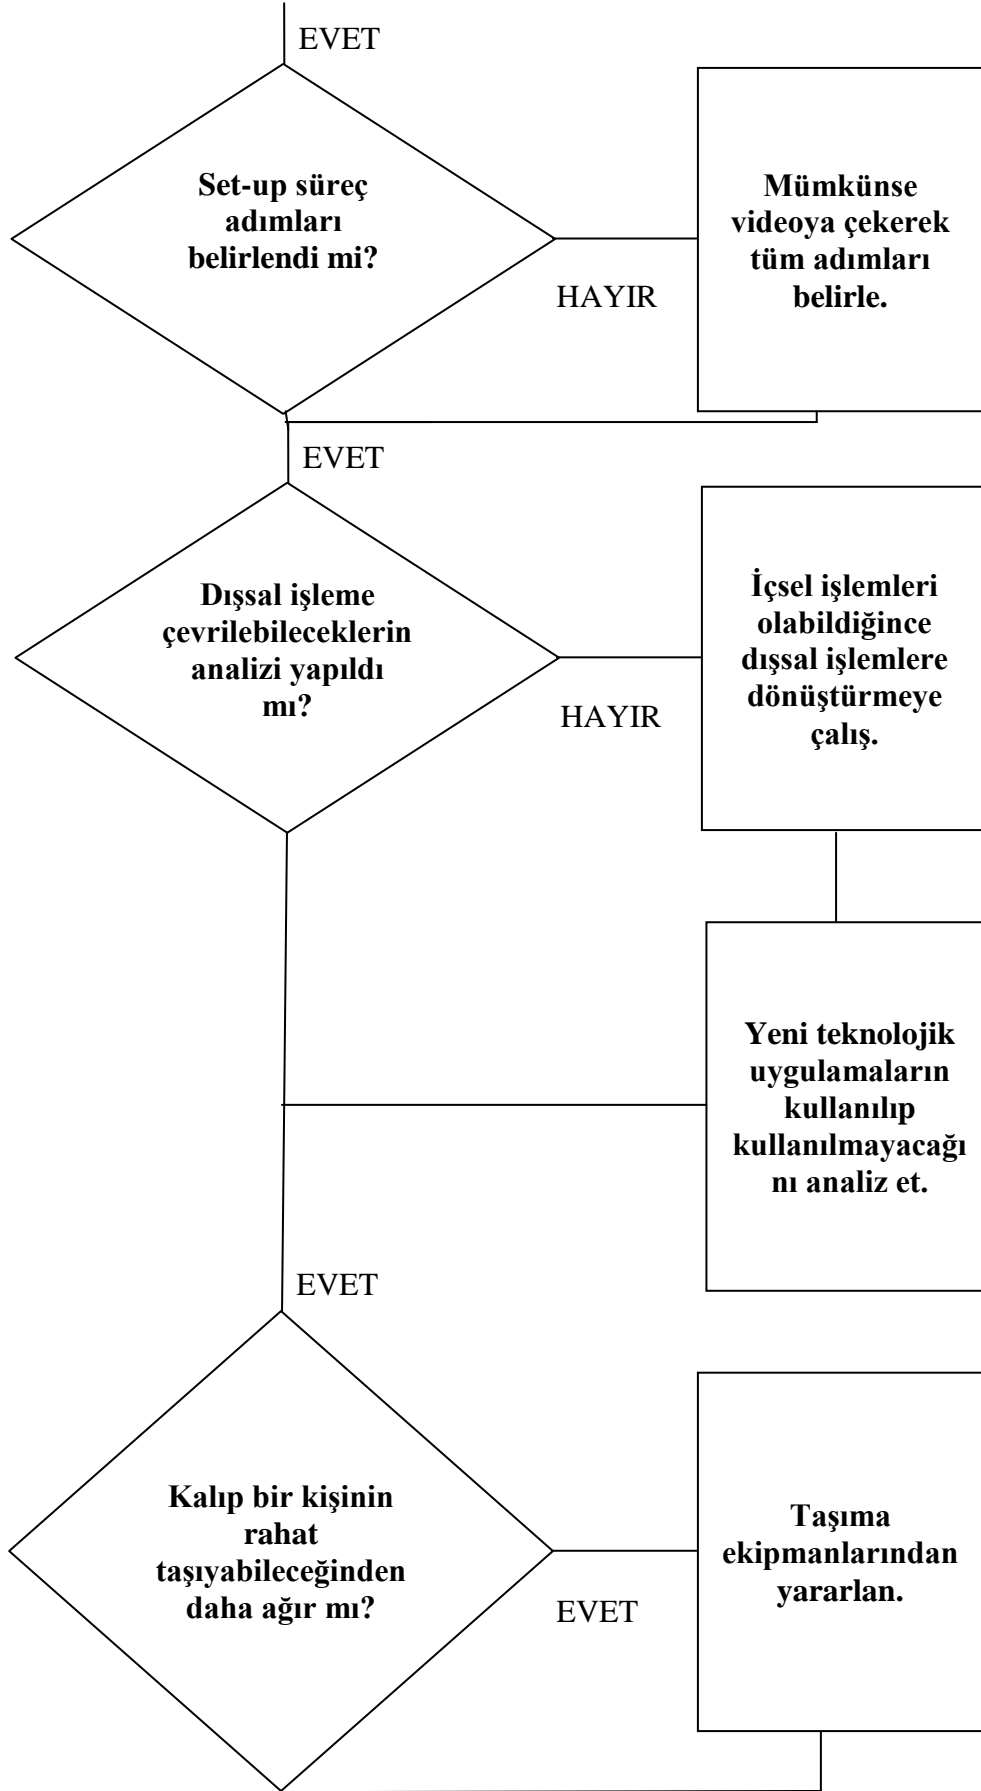 EVET
Set-up süreç
adımları
belirlendi mi?
Mümkünse
videoya çekerek
tüm adımları
belirle.
HAYIR
EVET
Dışsal işleme
çevrilebileceklerin
analizi yapıldı
mı?
İçsel işlemleri
olabildiğince
dışsal işlemlere
dönüştürmeye
çalış.
HAYIR
Yeni teknolojik
uygulamaların
kullanılıp
kullanılmayacağı
nı analiz et.
EVET
Kalıp bir kişinin
rahat
taşıyabileceğinden
daha ağır mı?
Taşıma
ekipmanlarından
yararlan.
EVET